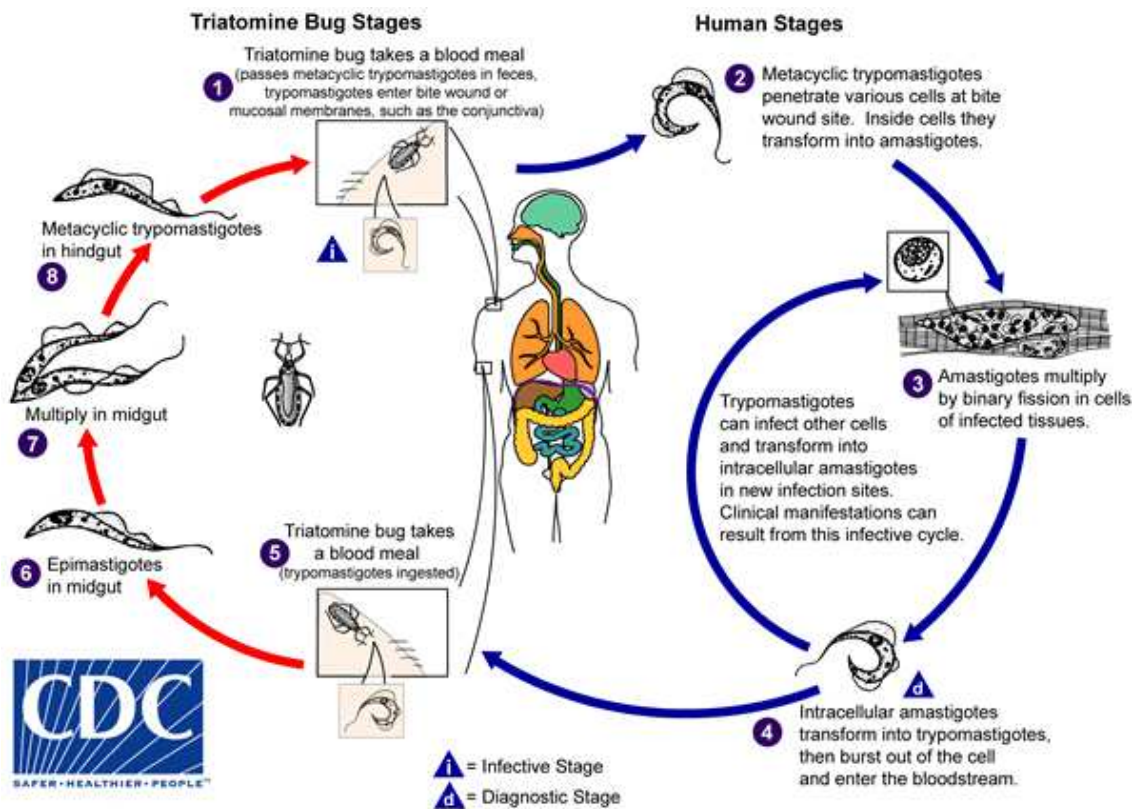 Triatomine Bug Stages
Human Stages
Triatomine bug takes a blood meal
1
(passes metacyclic trypomastigotes in feces,
trypomastigotes enter bite wound or
mucosal membranes, such as the conjunctiva)
i
2
Metacyclic trypomastigotes
penetrate various cells at bite
wound site. Inside cells they
transform into amastigotes.
3
Amastigotes multiply
by binary fission in cells
of infected tissues.
Trypomastigotes
can infect other cells
and transform into
intracellular amastigotes
in new infection sites.
Clinical manifestations can
result from this infective cycle.
d
4
Intracellular amastigotes
transform into trypomastigotes,
then burst out of the cell
and enter the bloodstream.
Triatomine bug takes
5
a blood meal
(trypomastigotes ingested)
6
Epimastigotes
in midgut
Multiply in midgut
7
Metacyclic trypomastigotes
in hindgut
8
CDC
SAFER·HEALTHIER·PEOPLE™
i = Infective Stage
d = Diagnostic Stage